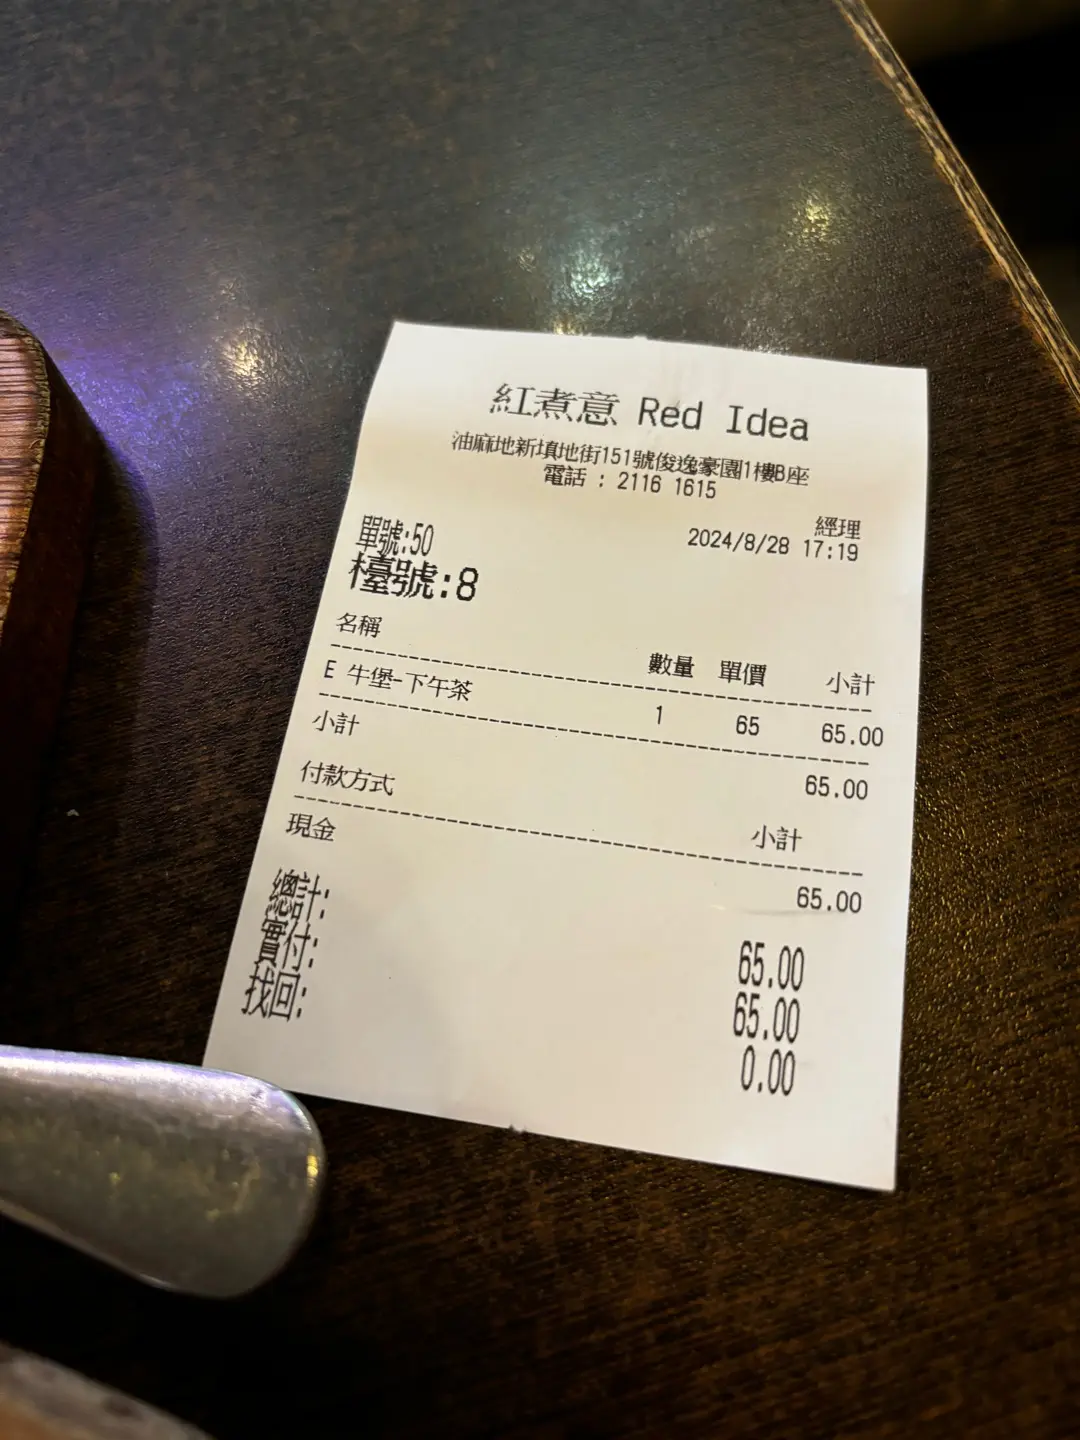 紅煮意 Red Idea
油麻地新填地街151號俊逸豪園1樓B座
電話 : 2116 1615
經理
單號:50 2024/8/28 17:19
檯號:8
名稱 數量 單價 小計
E 牛堡-下午茶 1 65 65.00
小計 65.00
付款方式 小計
現金 65.00
總計: 65.00
實付: 65.00
找回: 0.00